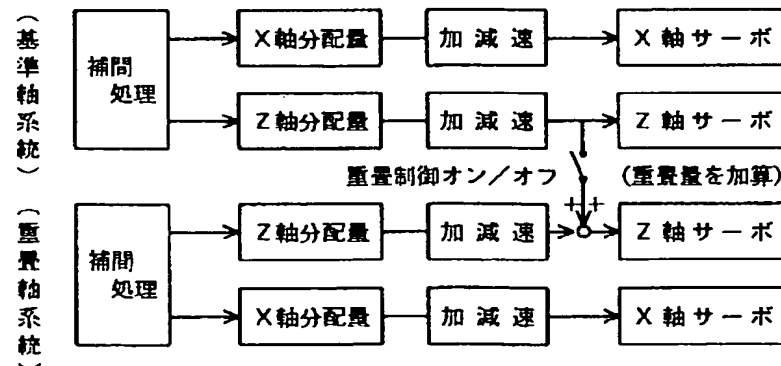 （基準軸系統）
補間
処理
X軸分配量
加減速
X軸サーボ
Z軸分配量
加減速
Z軸サーボ
重畳制御オン／オフ
（重畳量を加算）
（重畳軸系統）
補間
処理
＋
＋
Z軸分配量
加減速
Z軸サーボ
X軸分配量
加減速
X軸サーボ